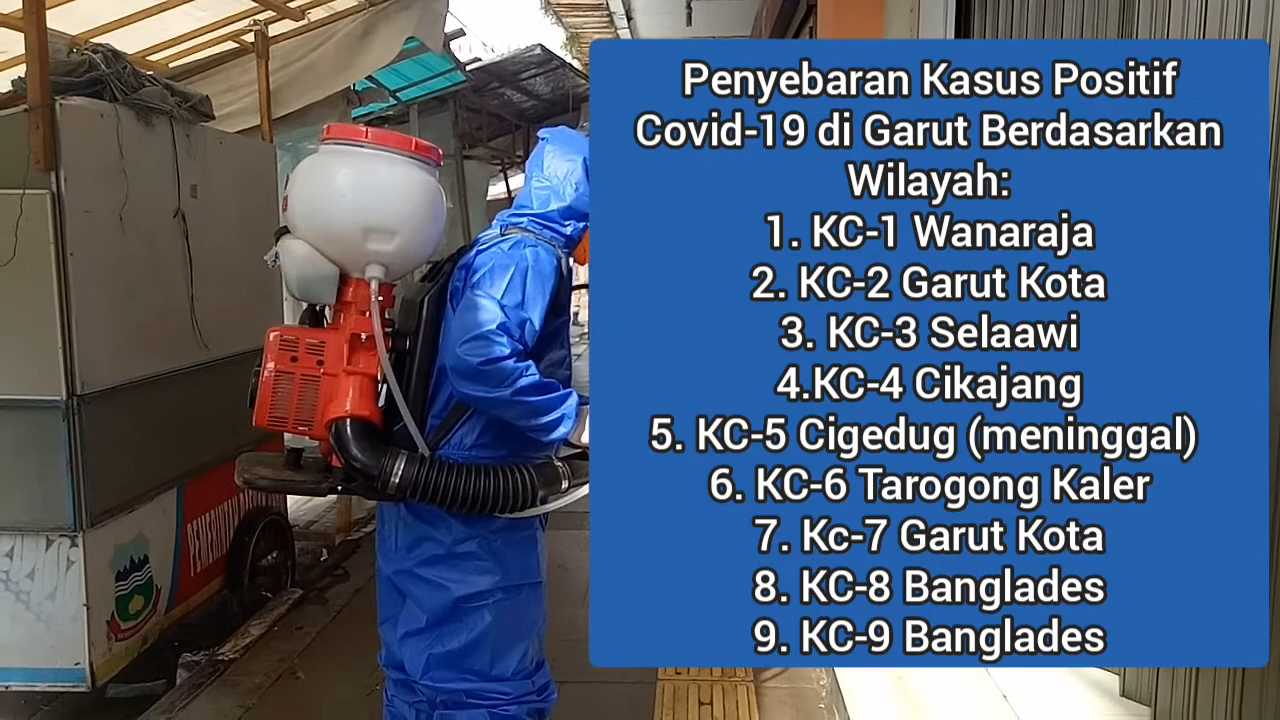 Penyebaran Kasus Positif
Covid-19 di Garut Berdasarkan
Wilayah:
1. KC-1 Wanaraja
2. KC-2 Garut Kota
3. KC-3 Selaawi
4.KC-4 Cikajang
5. KC-5 Cigedug (meninggal)
6. KC-6 Tarogong Kaler
7. Kc-7 Garut Kota
8. KC-8 Banglades
9. KC-9 Banglades
PEMERINTAH